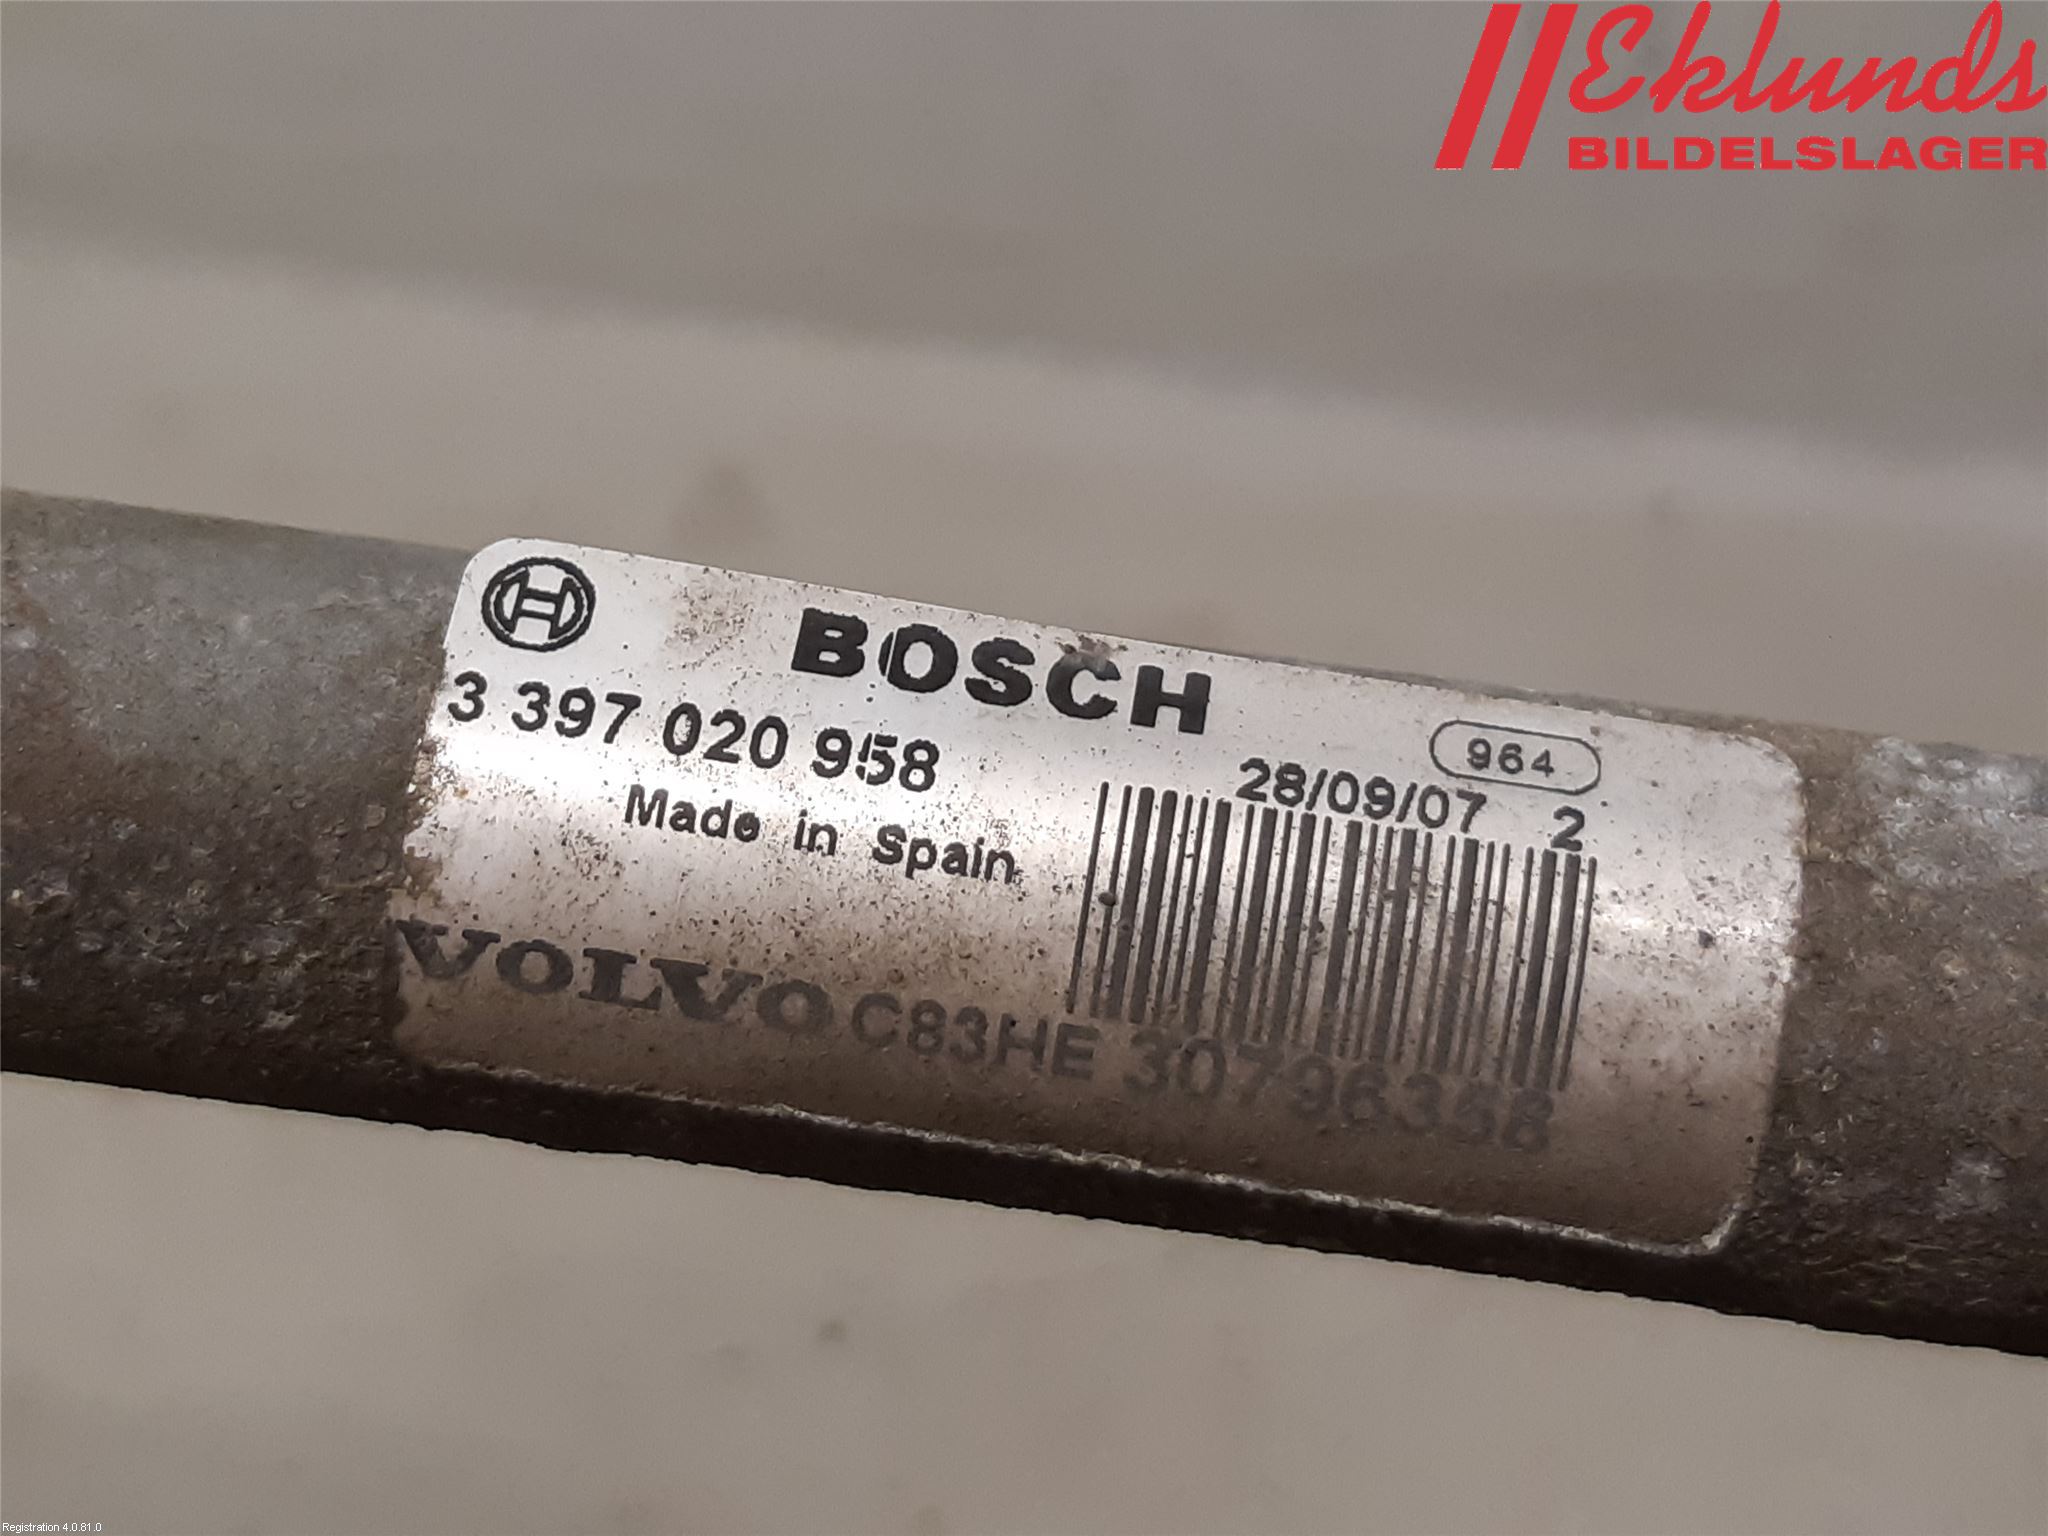 Eklunds
BILDELSLAGER
BOSCH
3 397 020 958
964
28/09/07 2
Made in Spain
VOLVO C83HE 30796358
Registration 4.0.81.0